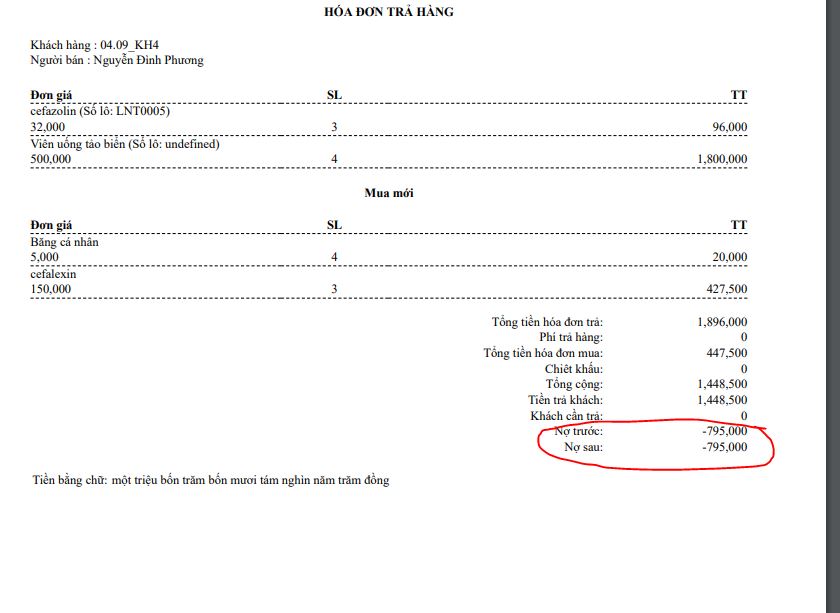 HÓA ĐƠN TRẢ HÀNG
Khách hàng : 04.09_KH4
Người bán : Nguyễn Đình Phương
Đơn giá SL TT
cefazolin (Số lô: LNT0005)
32,000 3 96,000
Viên uống tảo biển (Số lô: undefined)
500,000 4 1,800,000
Mua mới
Đơn giá SL TT
Băng cá nhân
5,000 4 20,000
cefalexin
150,000 3 427,500
Tổng tiền hóa đơn trả: 1,896,000
Phí trả hàng: 0
Tổng tiền hóa đơn mua: 447,500
Chiêt khấu: 0
Tổng cộng: 1,448,500
Tiền trả khách: 1,448,500
Khách cần trả: 0
Nợ trước: -795,000
Nợ sau: -795,000
Tiền bằng chữ: một triệu bốn trăm bốn mươi tám nghìn năm trăm đồng